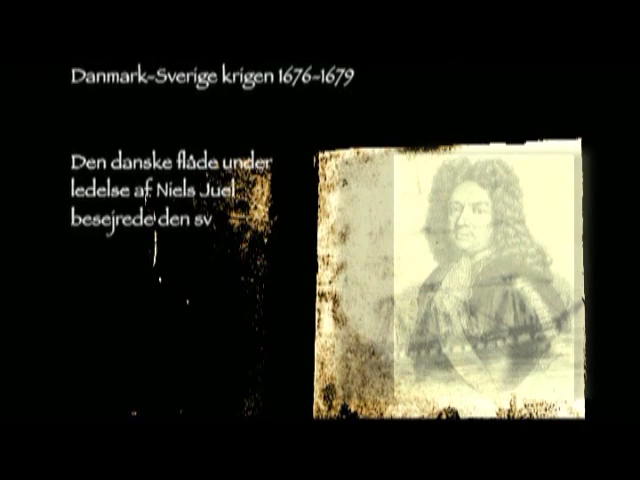 Danmark-Sverige krigen 1676-1679
Den danske flåde under
ledelse af Niels Juel
besejrede den sv